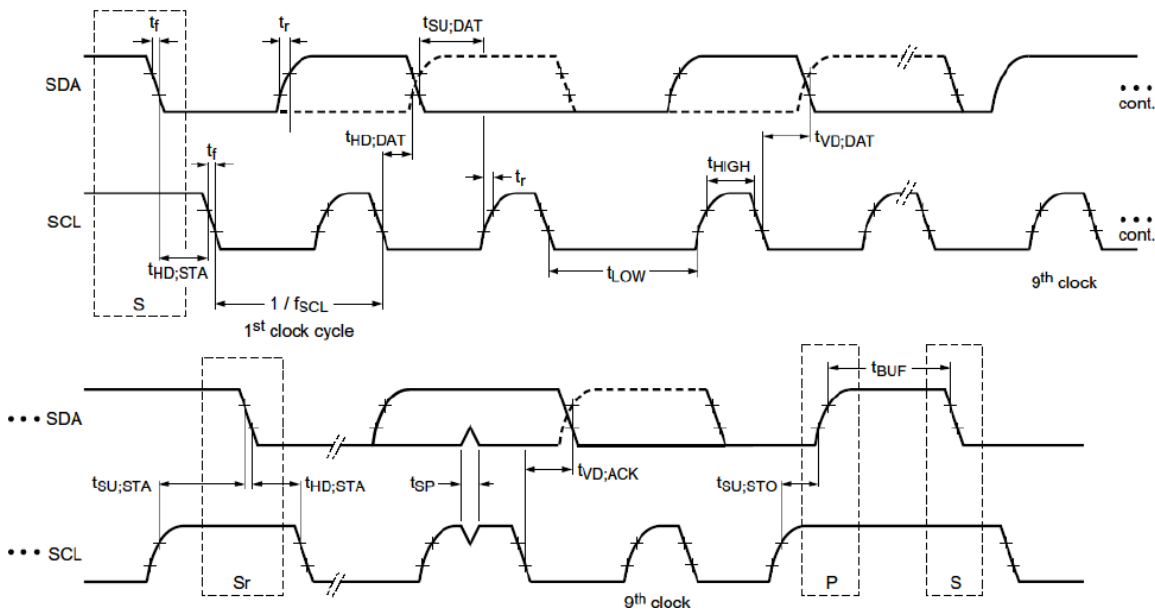 tf tr tSU;DAT
SDA
cont.
tHD;DAT tVD;DAT
tf tr tHIGH
SCL
cont.
tHD;STA tLOW
S 1 / fSCL 9th clock
1st clock cycle
tBUF
SDA
tSU;STA tHD;STA tSP tVD;ACK tSU;STO
SCL
Sr P S
9th clock